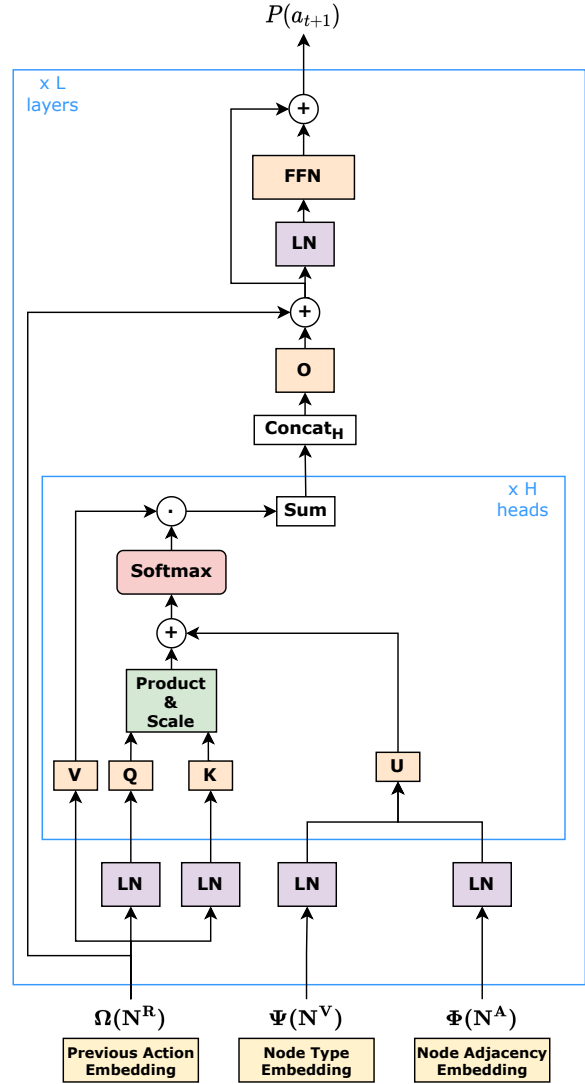 P(a_{t+1})
x L
layers
+
FFN
LN
+
O
Concat_H
x H
heads
·
Sum
Softmax
+
Product
&
Scale
V
Q
K
U
LN
LN
LN
LN
Ω(N^R)
Ψ(N^V)
Φ(N^A)
Previous Action
Embedding
Node Type
Embedding
Node Adjacency
Embedding